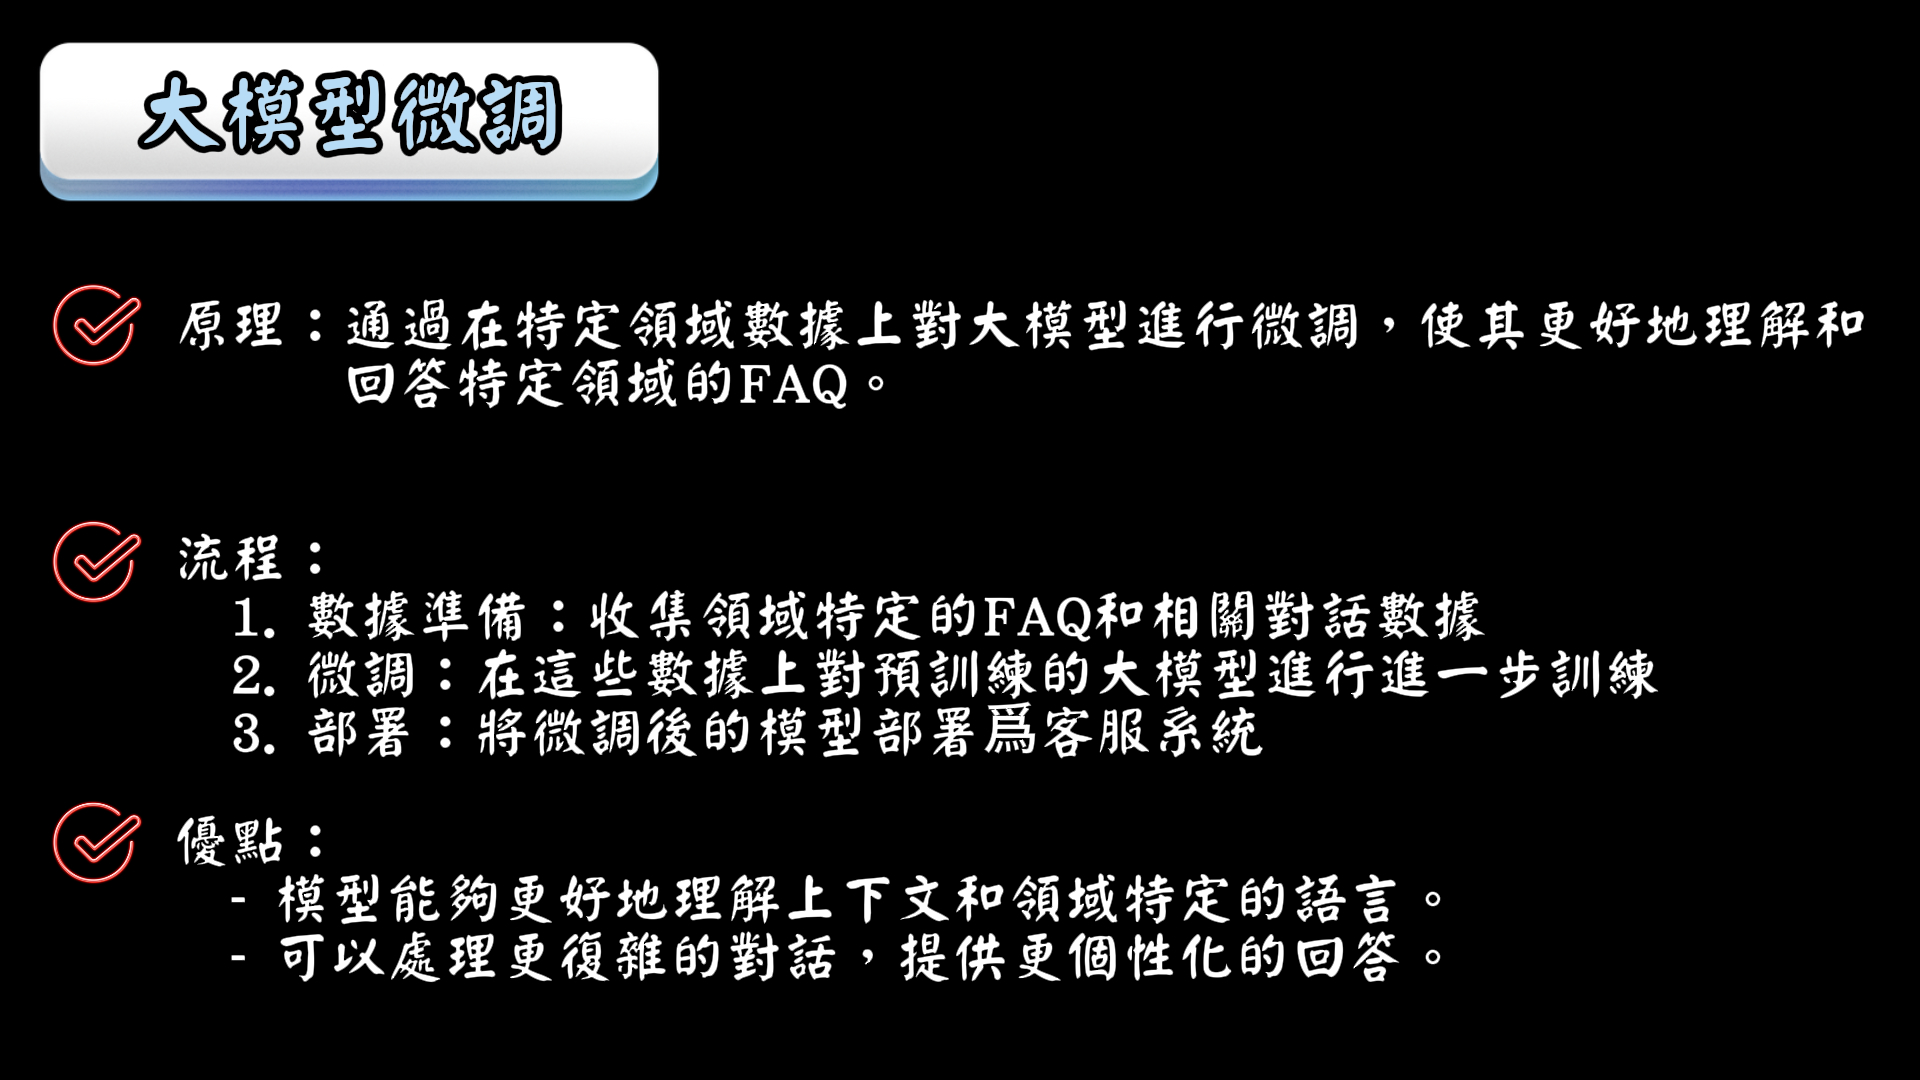 大模型微調
原理：通過在特定領域數據上對大模型進行微調，使其更好地理解和
回答特定領域的FAQ。
流程：
1. 數據準備：收集領域特定的FAQ和相關對話數據
2. 微調：在這些數據上對預訓練的大模型進行進一步訓練
3. 部署：將微調後的模型部署爲客服系統
優點：
- 模型能夠更好地理解上下文和領域特定的語言。
- 可以處理更復雜的對話，提供更個性化的回答。